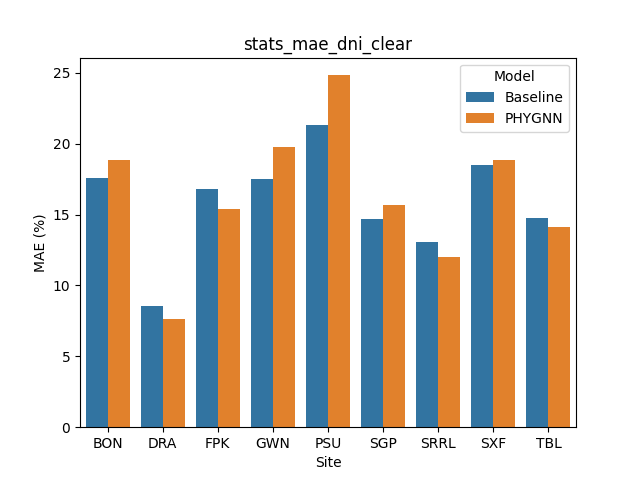 stats_mae_dni_clear
Model
Baseline
PHYGNN
MAE (%)
25
20
15
10
5
0
BON DRA FPK GWN PSU SGP SRRL SXF TBL
Site